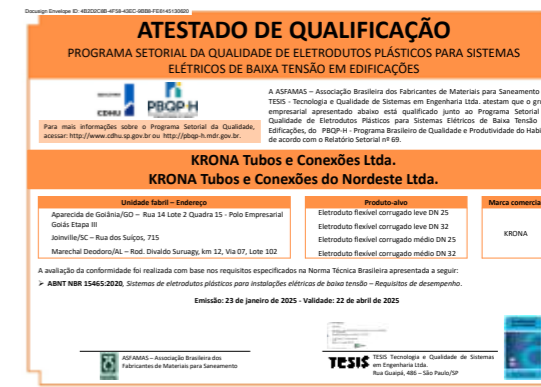 Docusign Envelope ID: 4B2D2C8B-4F58-43EC-9BB8-FE6145130820
ATESTADO DE QUALIFICAÇÃO
PROGRAMA SETORIAL DA QUALIDADE DE ELETRODUTOS PLÁSTICOS PARA SISTEMAS
ELÉTRICOS DE BAIXA TENSÃO EM EDIFICAÇÕES
CDHU
PBQP-H
Para mais informações sobre o Programa Setorial da Qualidade,
acessar: http://www.cdhu.sp.gov.br ou http://pbqp-h.mdr.gov.br.
A ASFAMAS – Associação Brasileira dos Fabricantes de Materiais para Saneamento
TESIS - Tecnologia e Qualidade de Sistemas em Engenharia Ltda. atestam que o gru
empresarial apresentado abaixo está qualificado junto ao Programa Setorial
Qualidade de Eletrodutos Plásticos para Sistemas Elétricos de Baixa Tensão
Edificações, do PBQP-H - Programa Brasileiro de Qualidade e Produtividade do Habi
de acordo com o Relatório Setorial nº 69.
KRONA Tubos e Conexões Ltda.
KRONA Tubos e Conexões do Nordeste Ltda.
Unidade fabril – Endereço
Aparecida de Goiânia/GO – Rua 14 Lote 2 Quadra 15 - Polo Empresarial
Goiás Etapa III
Joinville/SC – Rua dos Suíços, 715
Marechal Deodoro/AL – Rod. Divaldo Suruagy, km 12, Via 07, Lote 102
Produto-alvo
Eletroduto flexível corrugado leve DN 25
Eletroduto flexível corrugado leve DN 32
Eletroduto flexível corrugado médio DN 25
Eletroduto flexível corrugado médio DN 32
Marca comercia
KRONA
A avaliação da conformidade foi realizada com base nos requisitos especificados na Norma Técnica Brasileira apresentada a seguir:
➢ ABNT NBR 15465:2020, Sistemas de eletrodutos plásticos para instalações elétricas de baixa tensão – Requisitos de desempenho.
Emissão: 23 de janeiro de 2025 - Validade: 22 de abril de 2025
ASFAMAS – Associação Brasileira dos
Fabricantes de Materiais para Saneamento
TESIS
TESIS Tecnologia e Qualidade de Sistemas
em Engenharia Ltda.
Rua Guaipá, 486 – São Paulo/SP